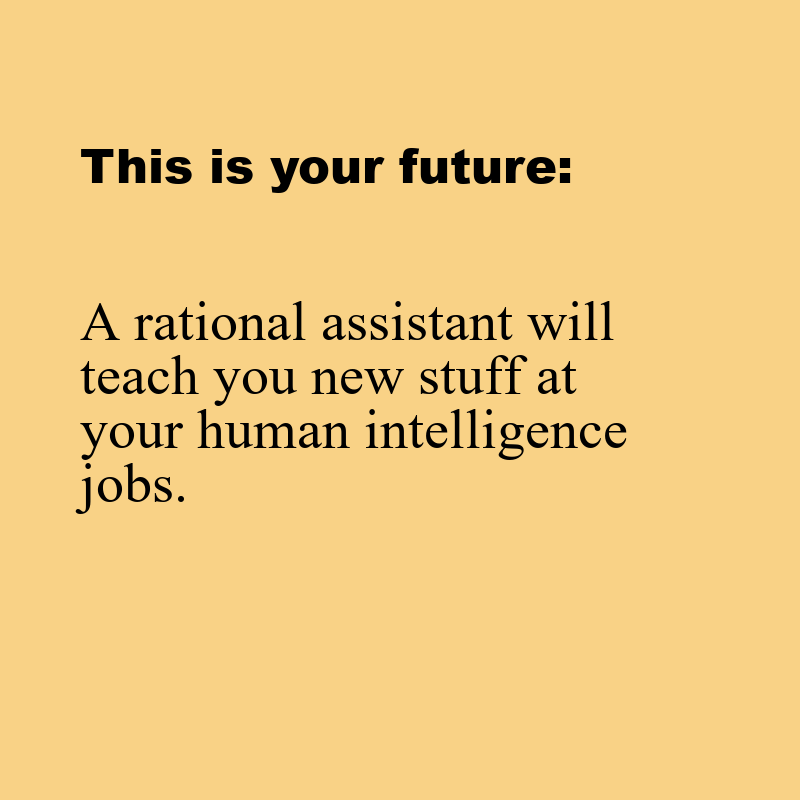 This is your future:
A rational assistant will
teach you new stuff at
your human intelligence
jobs.